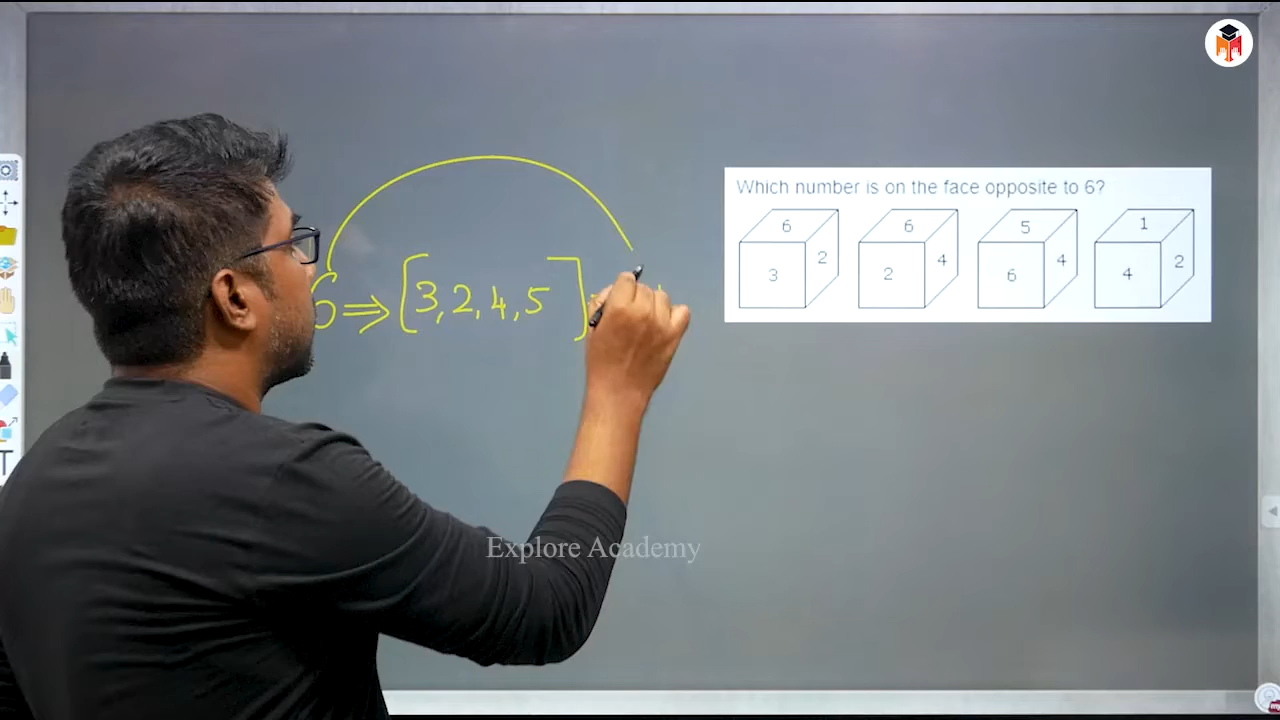 6 ⇒ [3, 2, 4, 5]
Which number is on the face opposite to 6?
6 6 5 1
3 2 2 4 6 4 4 2
Explore Academy
T